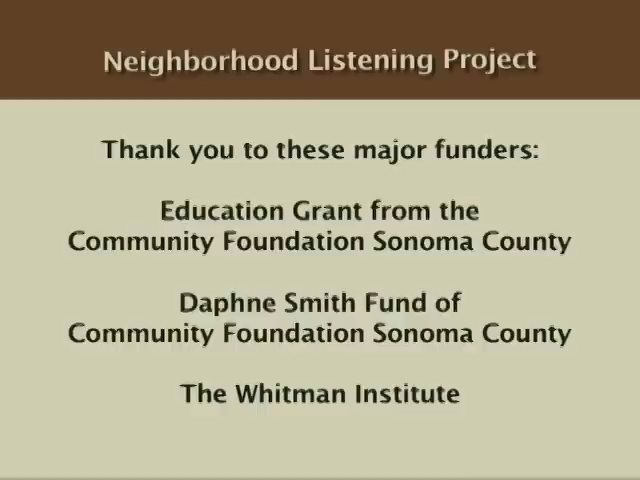 Neighborhood Listening Project
Thank you to these major funders:
Education Grant from the
Community Foundation Sonoma County
Daphne Smith Fund of
Community Foundation Sonoma County
The Whitman Institute